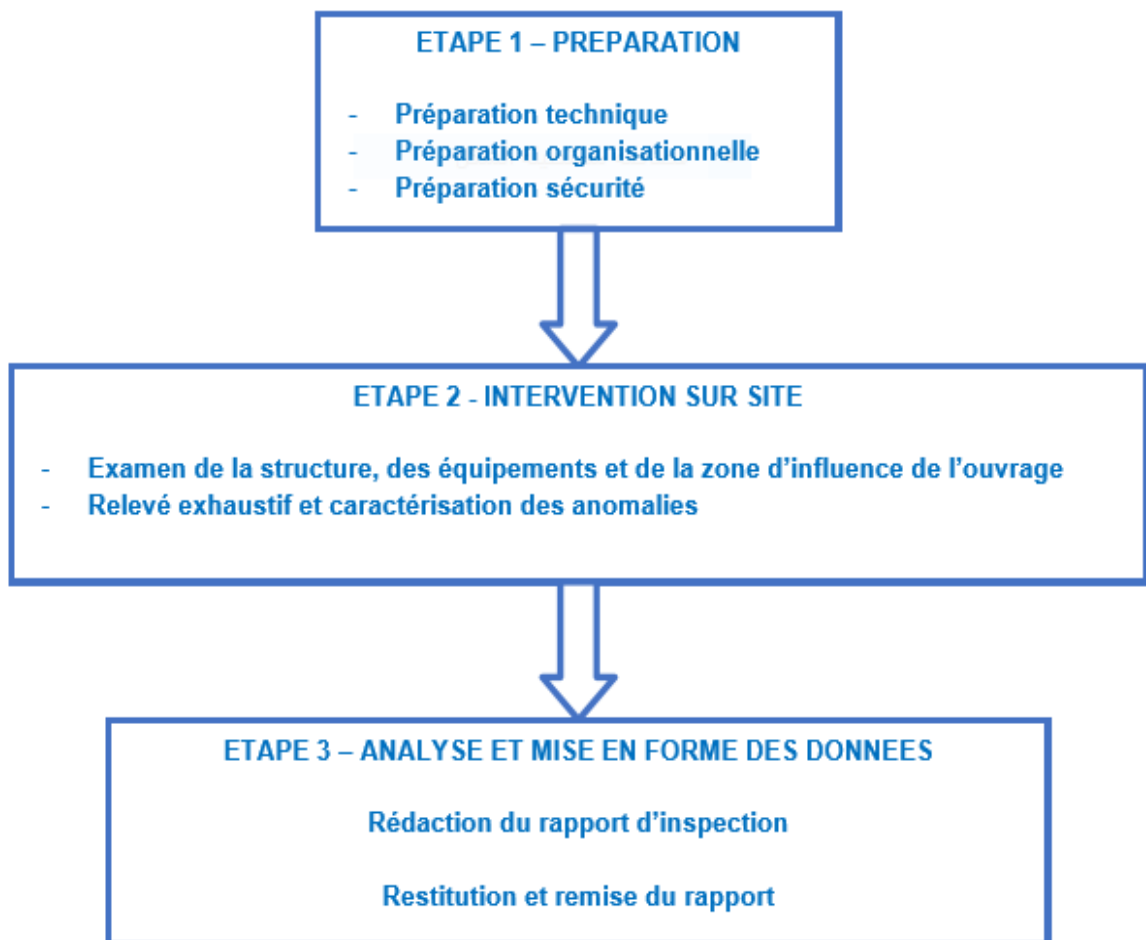 ETAPE 1 – PREPARATION
- Préparation technique
- Préparation organisationnelle
- Préparation sécurité
ETAPE 2 - INTERVENTION SUR SITE
- Examen de la structure, des équipements et de la zone d’influence de l’ouvrage
- Relevé exhaustif et caractérisation des anomalies
ETAPE 3 – ANALYSE ET MISE EN FORME DES DONNEES
Rédaction du rapport d’inspection
Restitution et remise du rapport